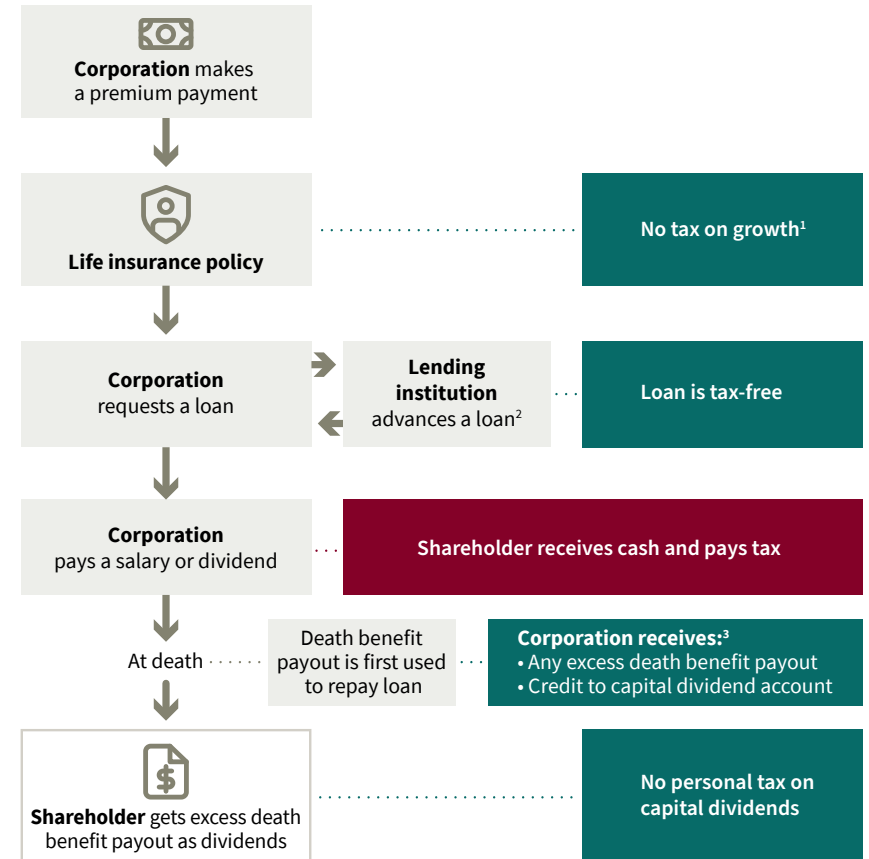 Corporation makes
a premium payment
Life insurance policy
No tax on growth¹
Corporation
requests a loan
Lending
institution
advances a loan²
Loan is tax-free
Corporation
pays a salary or dividend
Shareholder receives cash and pays tax
At death
Death benefit
payout is first used
to repay loan
Corporation receives:³
• Any excess death benefit payout
• Credit to capital dividend account
$
Shareholder gets excess death
benefit payout as dividends
No personal tax on
capital dividends